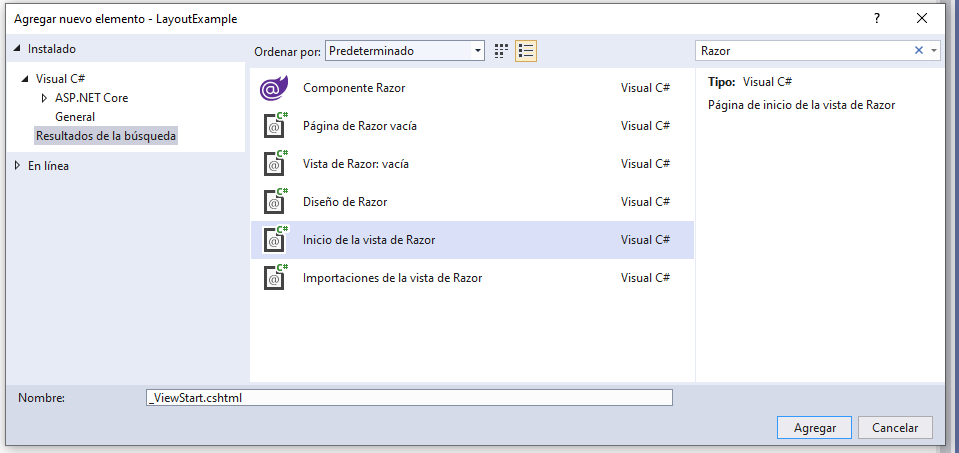 Agregar nuevo elemento - LayoutExample
?
Instalado
Ordenar por: Predeterminado
Razor
Visual C#
ASP.NET Core
General
Resultados de la búsqueda
En línea
C# @ Componente Razor Visual C#
C# @ Página de Razor vacía Visual C#
C# @ Vista de Razor: vacía Visual C#
C# @ Diseño de Razor Visual C#
C# @ Inicio de la vista de Razor Visual C#
C# @ Importaciones de la vista de Razor Visual C#
Tipo: Visual C#
Página de inicio de la vista de Razor
Nombre: _ViewStart.cshtml
Agregar Cancelar